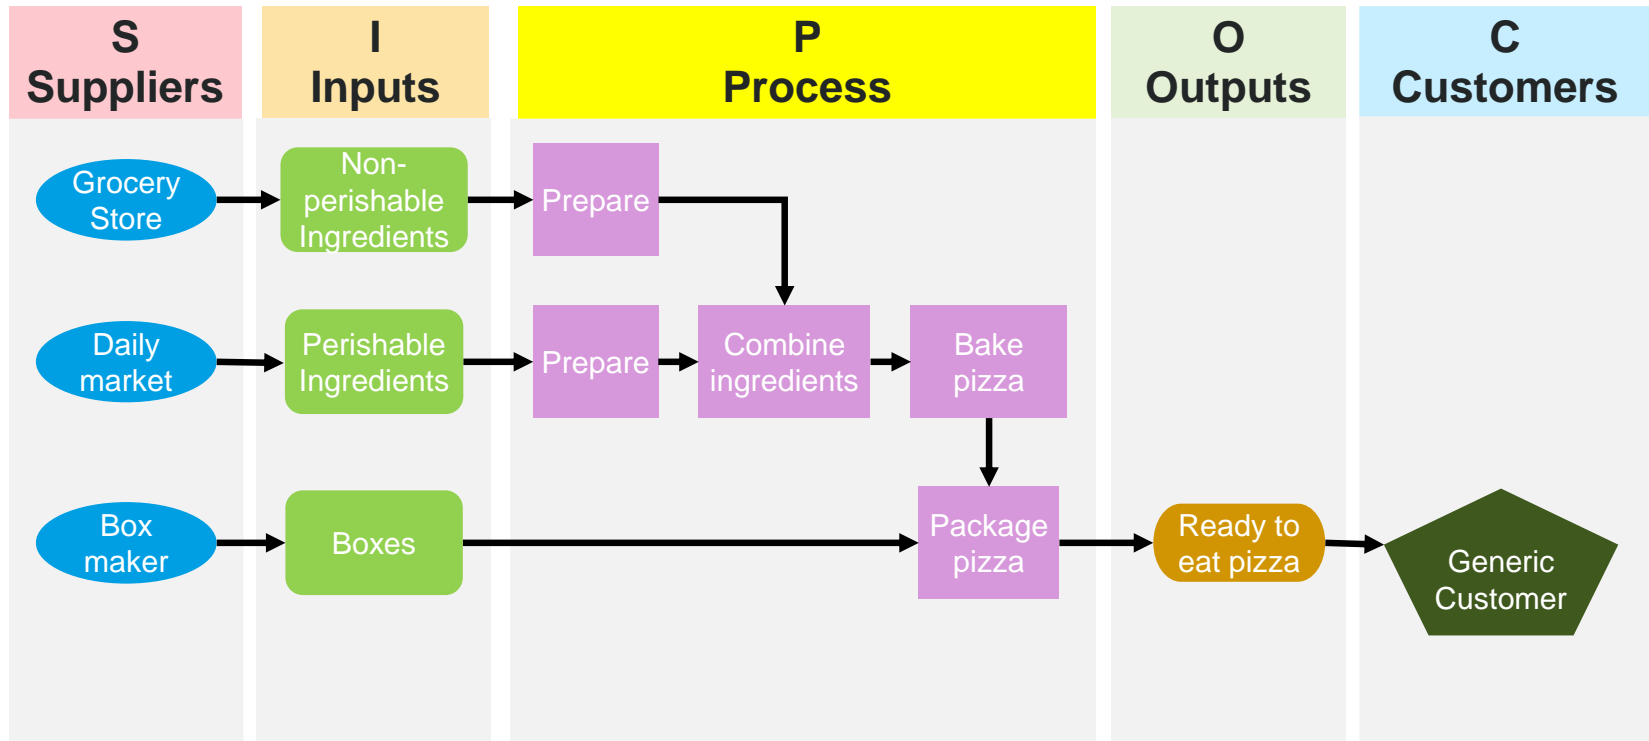 S
Suppliers
I
Inputs
P
Process
O
Outputs
C
Customers
Grocery
Store
Non-
perishable
Ingredients
Prepare
Daily
market
Perishable
Ingredients
Prepare
Combine
ingredients
Bake
pizza
Box
maker
Boxes
Package
pizza
Ready to
eat pizza
Generic
Customer